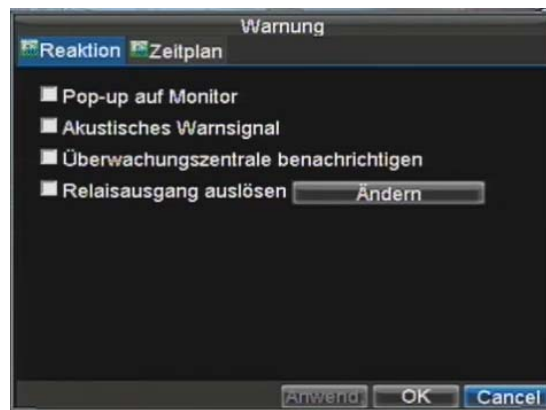 Warnung
Reaktion Zeitplan
Pop-up auf Monitor
Akustisches Warnsignal
Überwachungszentrale benachrichtigen
Relaisausgang auslösen Ändern
Anwend. OK Cancel